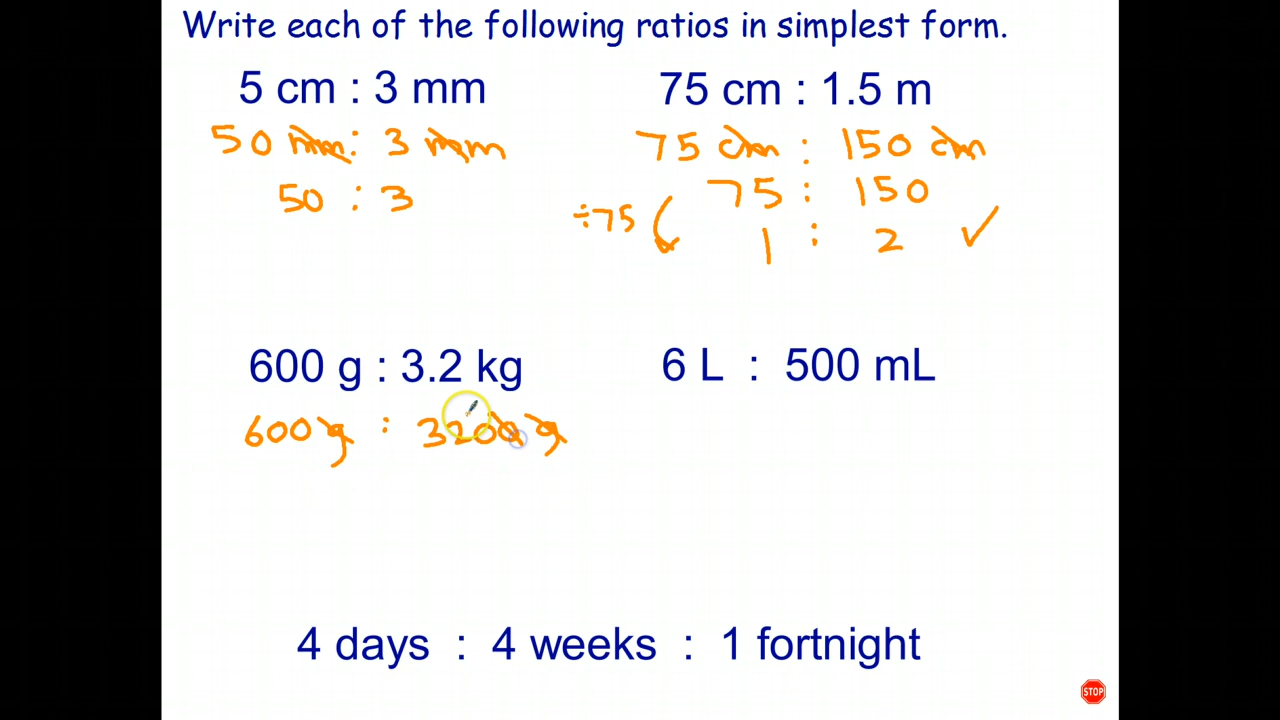 Write each of the following ratios in simplest form.
5 cm : 3 mm
50 mm : 3 mm
50 : 3
75 cm : 1.5 m
75 cm : 150 cm
75 : 150
÷75
1 : 2 ✓
600 g : 3.2 kg
600 g : 3200 g
6 L : 500 mL
4 days : 4 weeks : 1 fortnight
STOP